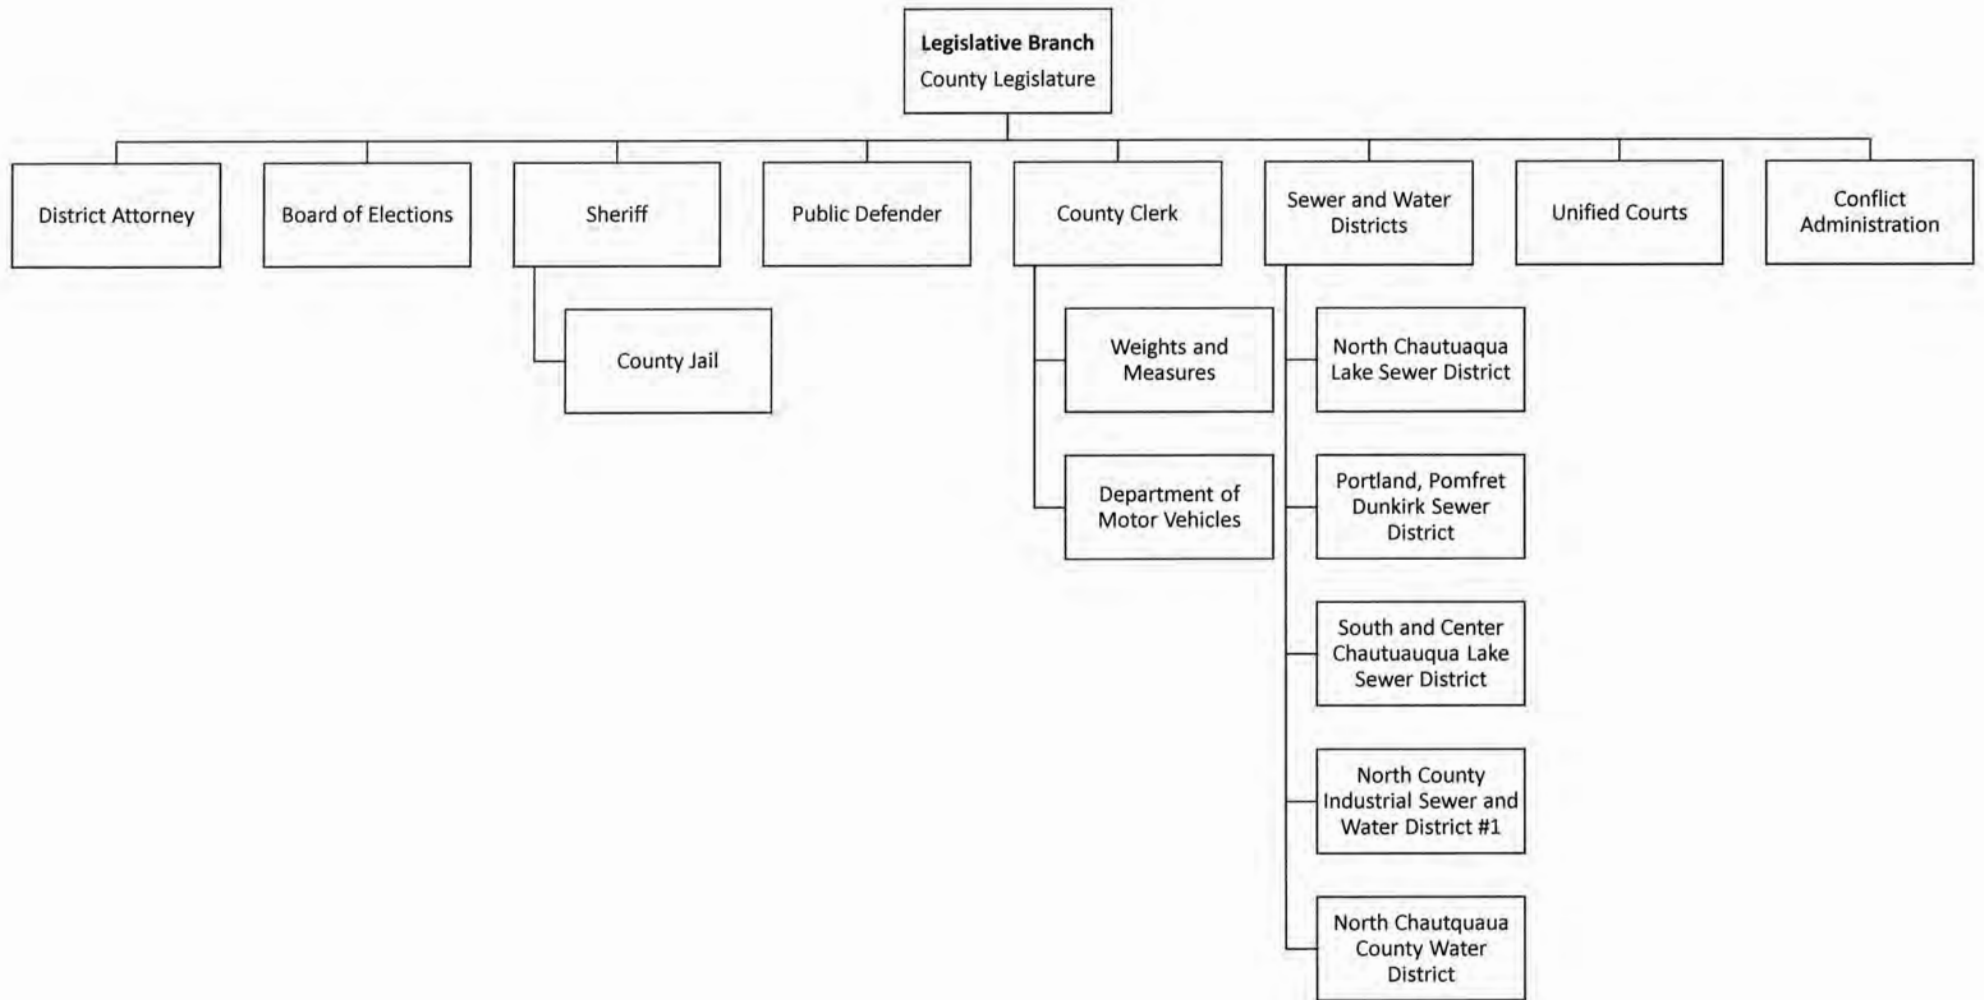 Legislative Branch
County Legislature
District Attorney
Board of Elections
Sheriff
Public Defender
County Clerk
Sewer and Water
Districts
Unified Courts
Conflict
Administration
County Jail
Weights and
Measures
Department of
Motor Vehicles
North Chautuaqua
Lake Sewer District
Portland, Pomfret
Dunkirk Sewer
District
South and Center
Chautuauqua Lake
Sewer District
North County
Industrial Sewer and
Water District #1
North Chautquaua
County Water
District